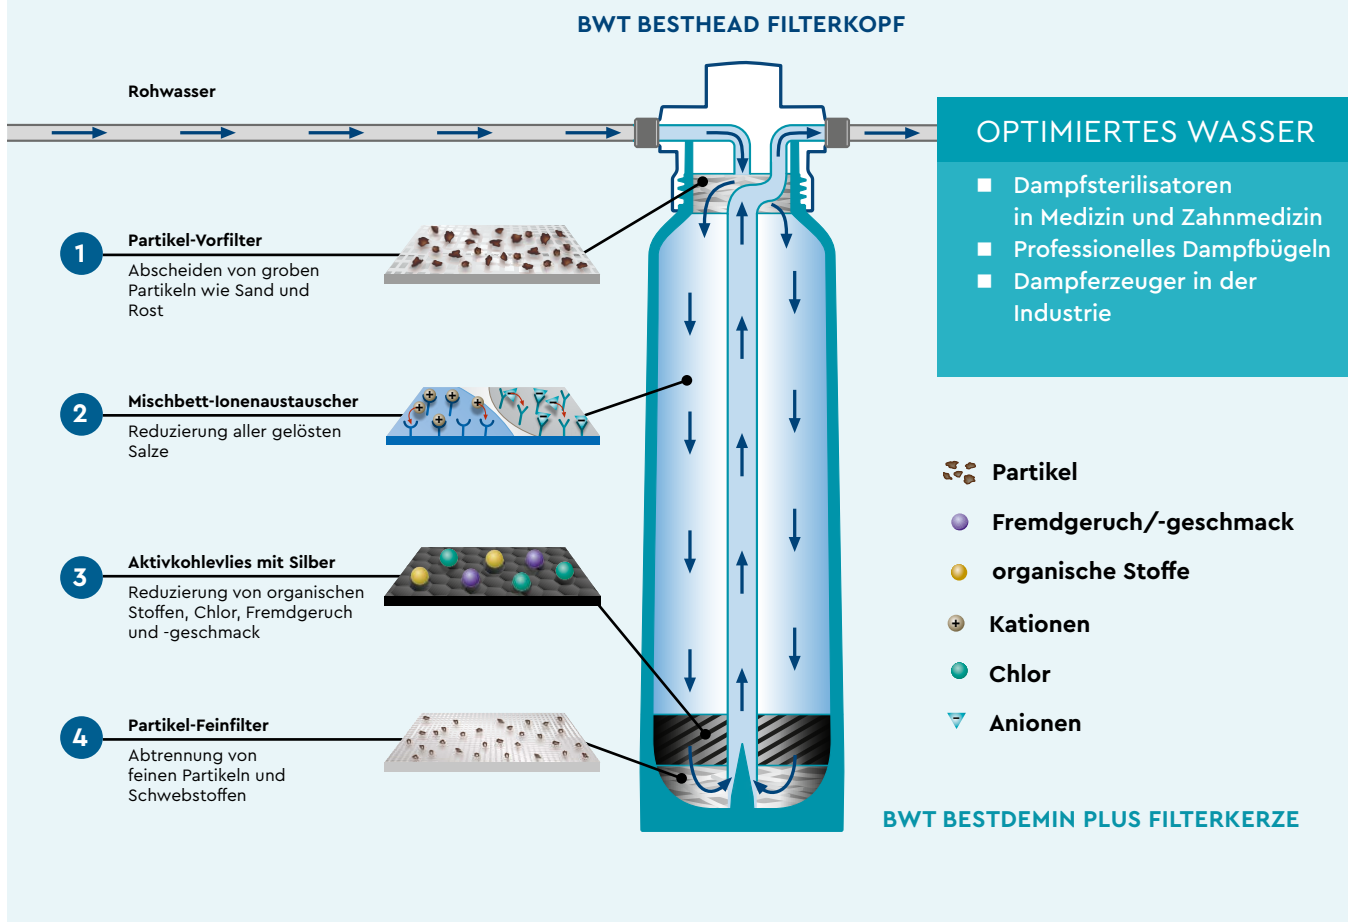 BWT BESTHEAD FILTERKOPF
Rohwasser
OPTIMIERTES WASSER
Dampfsterilisatoren
in Medizin und Zahnmedizin
Professionelles Dampfbügeln
Dampferzeuger in der
Industrie
1
Partikel-Vorfilter
Abscheiden von groben
Partikeln wie Sand und
Rost
2
Mischbett-Ionenaustauscher
Reduzierung aller gelösten
Salze
3
Aktivkohlevlies mit Silber
Reduzierung von organischen
Stoffen, Chlor, Fremdgeruch
und -geschmack
4
Partikel-Feinfilter
Abtrennung von
feinen Partikeln und
Schwebstoffen
Partikel
Fremdgeruch/-geschmack
organische Stoffe
Kationen
Chlor
Anionen
BWT BESTDEMIN PLUS FILTERKERZE